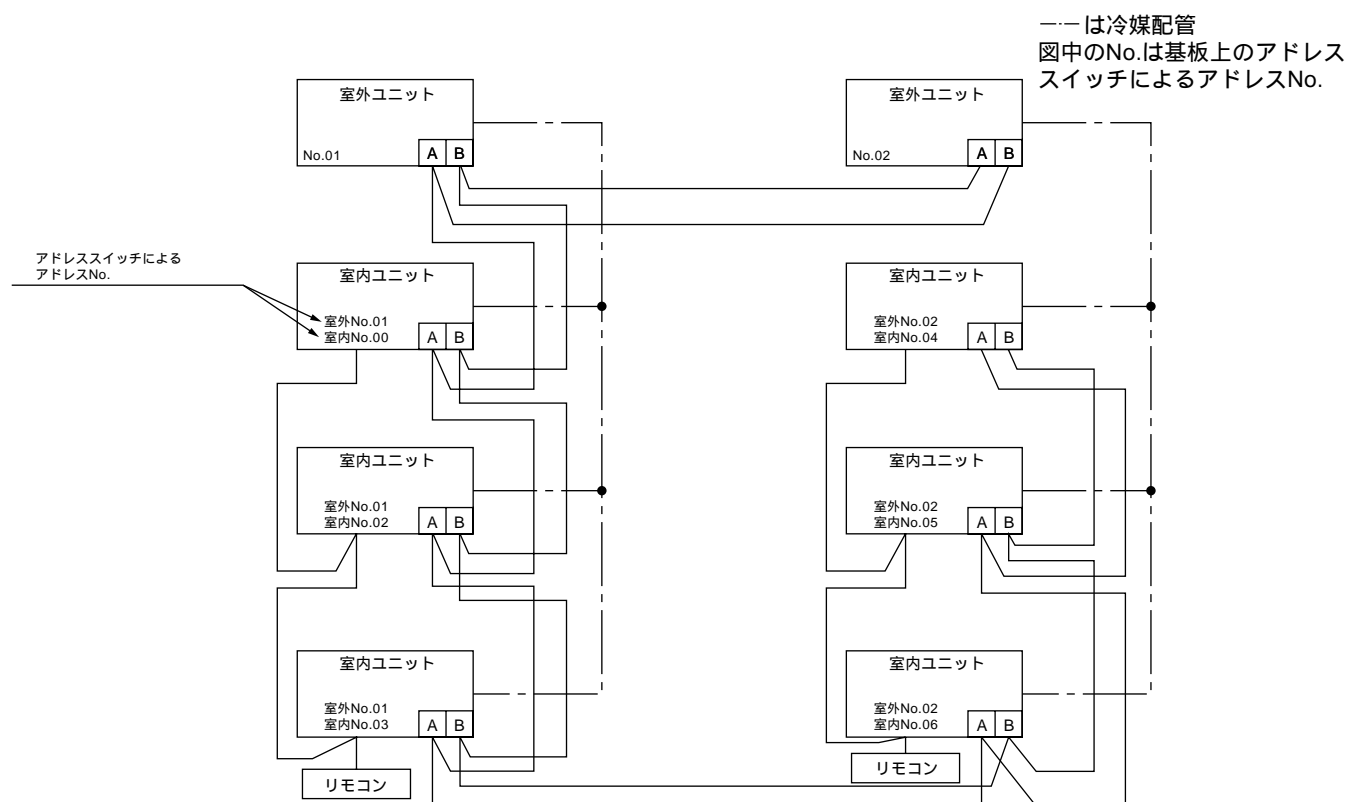 は冷媒配管
図中のNo.は基板上のアドレス
スイッチによるアドレスNo.
室外ユニット
No.01
A B
室外ユニット
No.02
A B
アドレススイッチによる
アドレスNo.
室内ユニット
室外No.01
室内No.00
A B
室内ユニット
室外No.02
室内No.04
A B
室内ユニット
室外No.01
室内No.02
A B
室内ユニット
室外No.02
室内No.05
A B
室内ユニット
室外No.01
室内No.03
A B
リモコン
室内ユニット
室外No.02
室内No.06
A B
リモコン